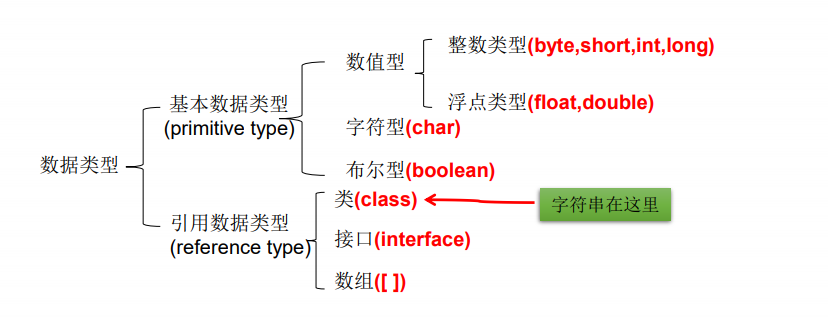 整数类型(byte,short,int,long)
数值型
浮点类型(float,double)
基本数据类型
(primitive type)
字符型(char)
数据类型
布尔型(boolean)
类(class)
字符串在这里
引用数据类型
(reference type)
接口(interface)
数组([ ])